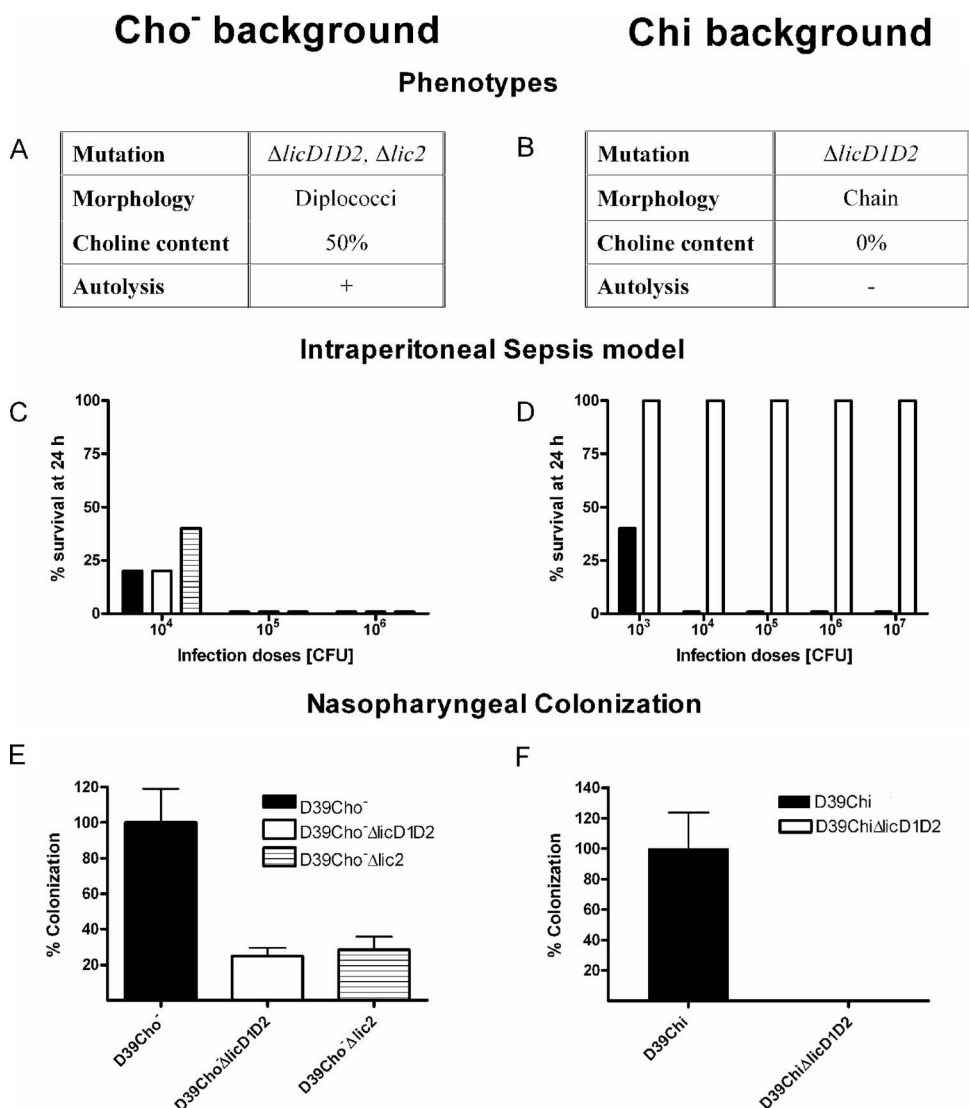 Cho⁻ background
Chi background
Phenotypes
A
Mutation ΔlicD1D2, Δlic2
Morphology Diplococci
Choline content 50%
Autolysis +
B
Mutation ΔlicD1D2
Morphology Chain
Choline content 0%
Autolysis -
Intraperitoneal Sepsis model
C
% survival at 24 h
100
75
50
25
0
10⁴ 10⁵ 10⁶
Infection doses [CFU]
D
% survival at 24 h
100
75
50
25
0
10³ 10⁴ 10⁵ 10⁶ 10⁷
Infection doses [CFU]
Nasopharyngeal Colonization
E
% Colonization
120
100
80
60
40
20
D39Cho⁻
D39Cho⁻ΔlicD1D2
D39Cho⁻Δlic2
D39Cho⁻
D39Cho⁻ΔlicD1D2
D39Cho⁻Δlic2
F
% Colonization
140
120
100
80
60
40
20
D39Chi
D39ChiΔlicD1D2
D39Chi
D39ChiΔlicD1D2